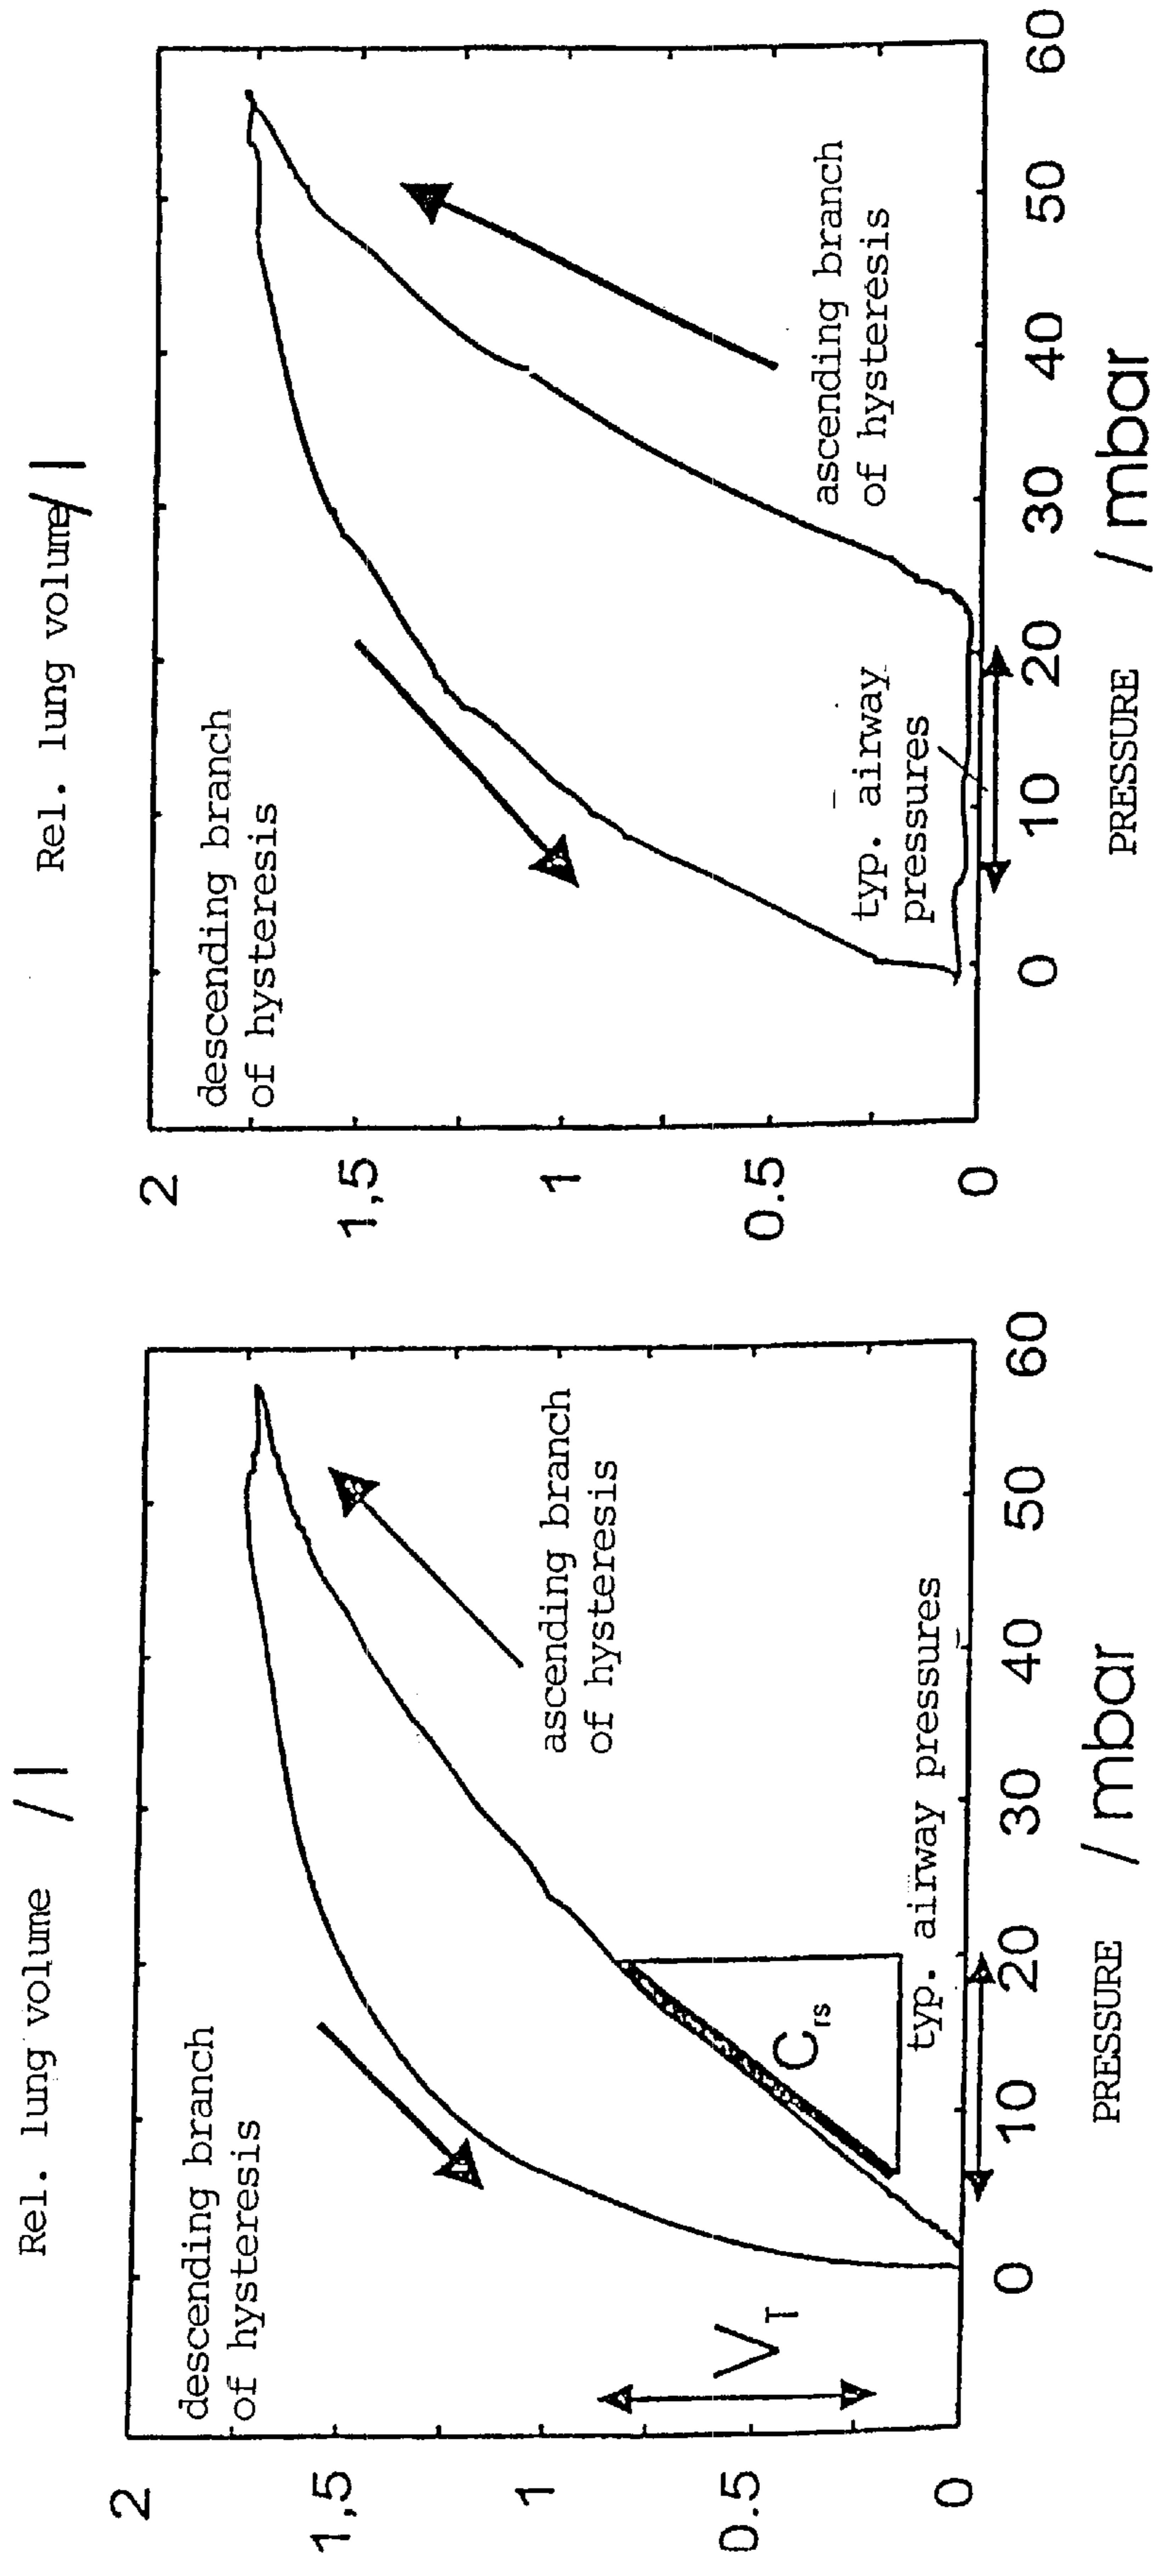 Rel. lung volume / l
2
1,5
1
0.5
0
descending branch
of hysteresis
ascending branch
of hysteresis
VT
Crs
typ. airway pressures
0
10
20
30
40
50
60
PRESSURE / mbar
Rel. lung volume/ l
2
1,5
1
0.5
0
descending branch
of hysteresis
ascending branch
of hysteresis
typ. airway
pressures
0
10
20
30
40
50
60
PRESSURE / mbar